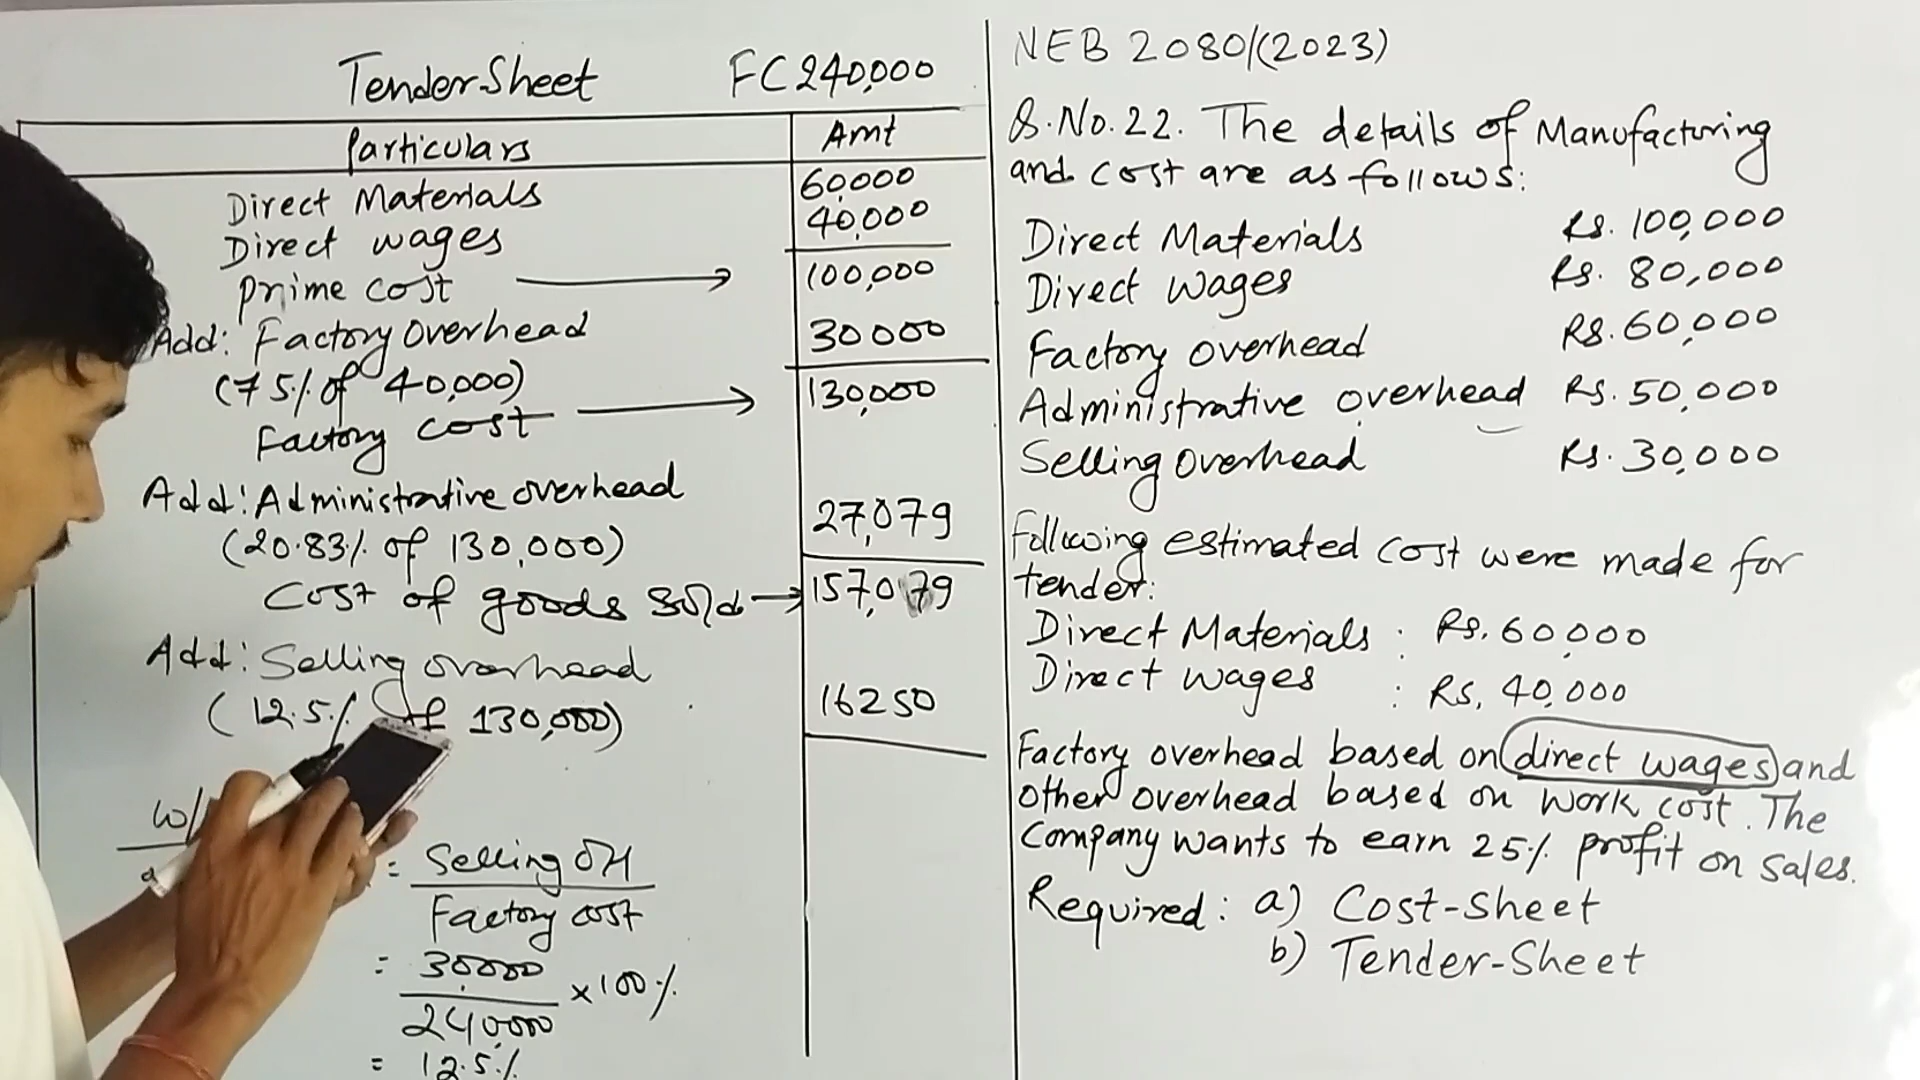 Tender-Sheet FC 240,000
Particulars Amt
Direct Materials 60,000
Direct wages 40,000
Prime cost → 100,000
Add: Factory overhead 30000
(75% of 40,000)
Factory cost → 130,000
Add: Administrative overhead
(20.83% of 130,000) 27,079
Cost of goods sold → 157,079
Add: Selling overhead
(12.5% of 130,000) 16250
W/
= Selling OH
Factory cost
= 30,000
240,000 × 100%
= 12.5%
NEB 2080/(2023)
Q.No.22. The details of Manufacturing
and cost are as follows:
Direct Materials Rs. 100,000
Direct Wages Rs. 80,000
Factory overhead Rs. 60,000
Administrative overhead Rs. 50,000
Selling overhead Rs. 30,000
Following estimated cost were made for
tender:
Direct Materials : Rs. 60,000
Direct Wages : Rs. 40,000
Factory overhead based on direct wages and
other overhead based on work cost. The
Company wants to earn 25% profit on sales.
Required: a) Cost-Sheet
b) Tender-Sheet